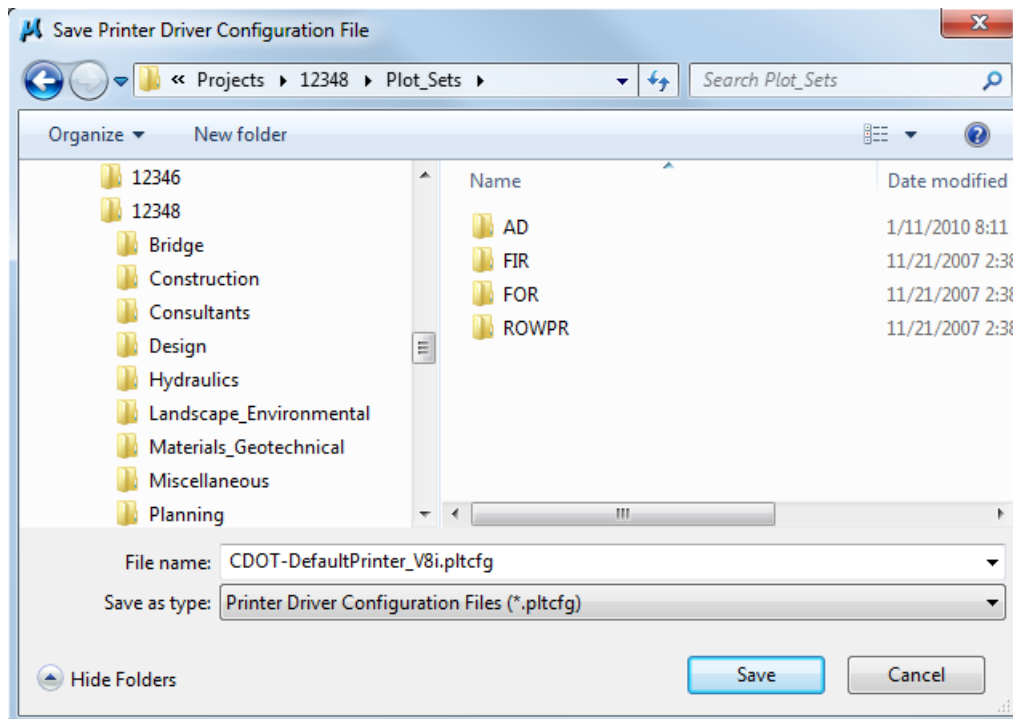 Save Printer Driver Configuration File
« Projects ▸ 12348 ▸ Plot_Sets ▸
Search Plot_Sets
Organize
New folder
12346
12348
Bridge
Construction
Consultants
Design
Hydraulics
Landscape_Environmental
Materials_Geotechnical
Miscellaneous
Planning
Name Date modified
AD 1/11/2010 8:11
FIR 11/21/2007 2:38
FOR 11/21/2007 2:38
ROWPR 11/21/2007 2:38
File name: CDOT-DefaultPrinter_V8i.pltcfg
Save as type: Printer Driver Configuration Files (*.pltcfg)
Hide Folders
Save
Cancel